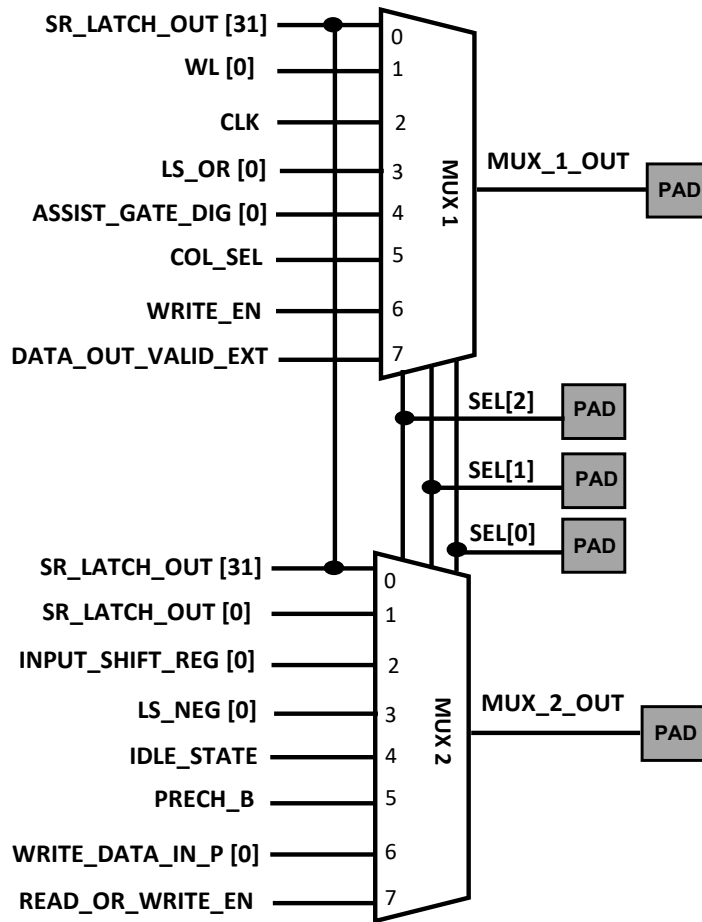 SR_LATCH_OUT [31]
0
WL [0]
1
CLK
2
LS_OR [0]
3
ASSIST_GATE_DIG [0]
4
COL_SEL
5
WRITE_EN
6
DATA_OUT_VALID_EXT
7
MUX 1
MUX_1_OUT
PAD
SEL[2]
PAD
SEL[1]
PAD
SEL[0]
PAD
SR_LATCH_OUT [31]
0
SR_LATCH_OUT [0]
1
INPUT_SHIFT_REG [0]
2
LS_NEG [0]
3
IDLE_STATE
4
PRECH_B
5
WRITE_DATA_IN_P [0]
6
READ_OR_WRITE_EN
7
MUX 2
MUX_2_OUT
PAD